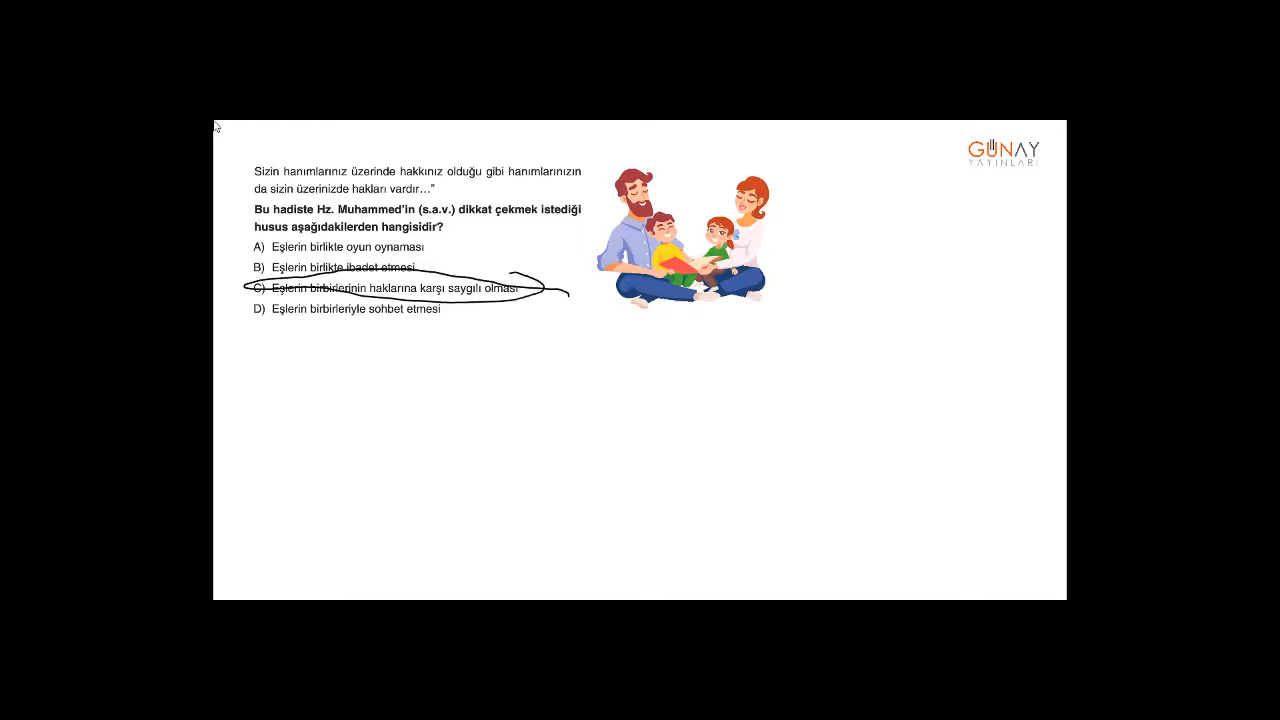 GÜNAY
YAYINLARI
Sizin hanımlarınız üzerinde hakkınız olduğu gibi hanımlarınızın
da sizin üzerinizde hakları vardır...”
Bu hadiste Hz. Muhammed’in (s.a.v.) dikkat çekmek istediği
husus aşağıdakilerden hangisidir?
A) Eşlerin birlikte oyun oynaması
B) Eşlerin birlikte ibadet etmesi
C) Eşlerin birbirlerinin haklarına karşı saygılı olması
D) Eşlerin birbirleriyle sohbet etmesi